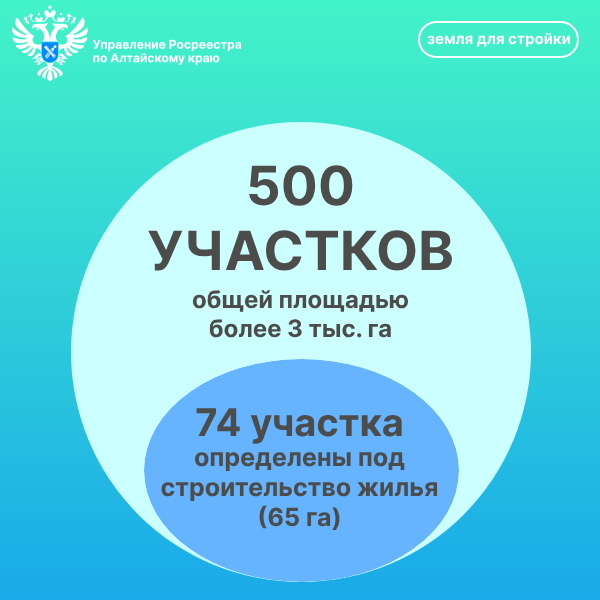 Управление Росреестра
по Алтайскому краю
земля для стройки
500
УЧАСТКОВ
общей площадью
более 3 тыс. га
74 участка
определены под
строительство жилья
(65 га)